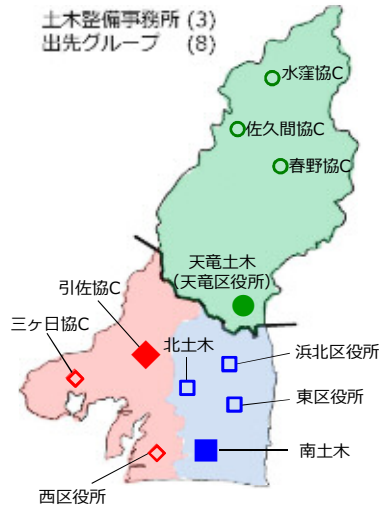 土木整備事務所 (3)
出先グループ (8)
水窪協C
佐久間協C
春野協C
天竜土木
(天竜区役所)
引佐協C
三ヶ日協C
北土木
浜北区役所
東区役所
南土木
西区役所